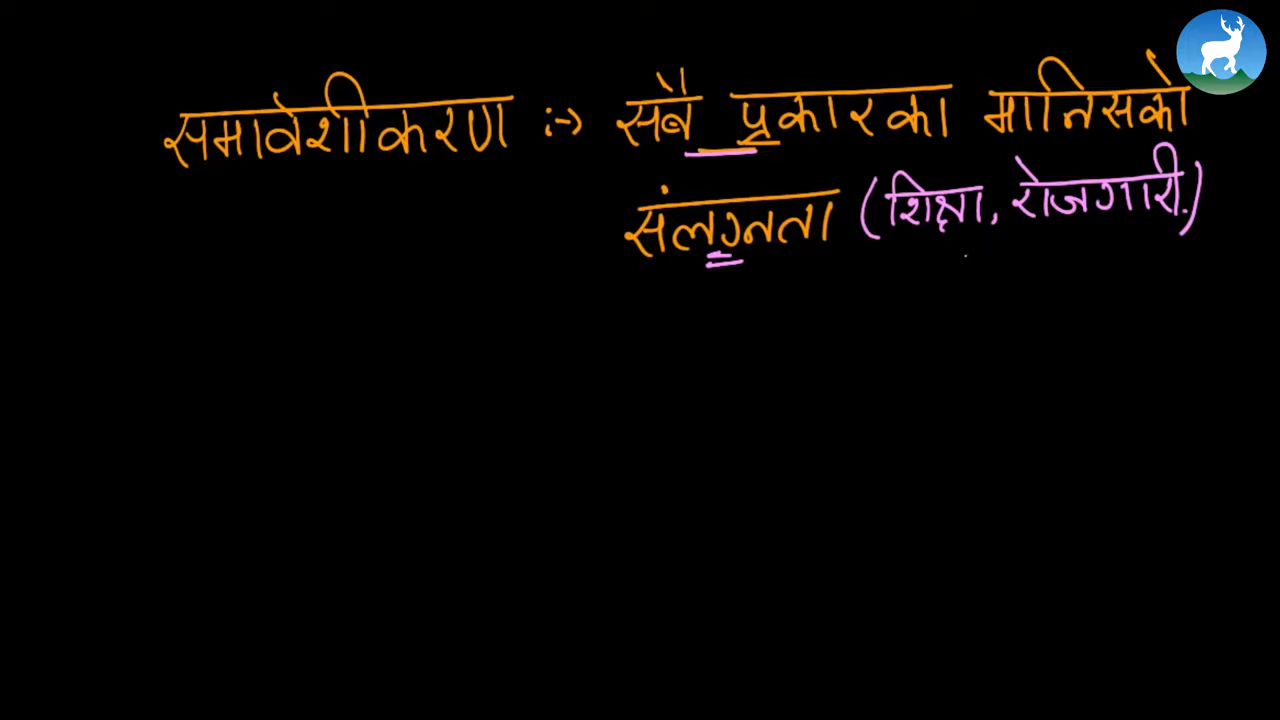 समावेशीकरण :-> सबै प्रकारका मानिसको
संलग्नता (शिक्षा, रोजगारी.)